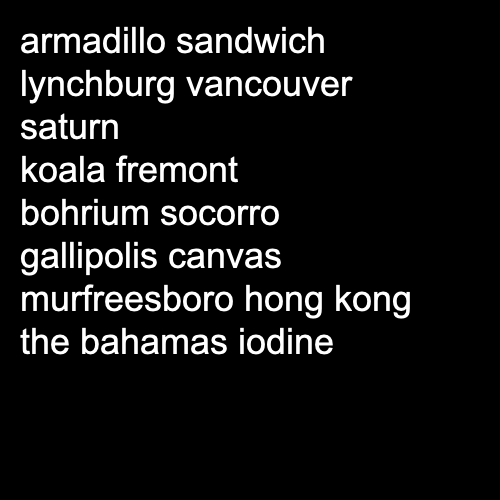 armadillo sandwich
lynchburg vancouver
saturn
koala fremont
bohrium socorro
gallipolis canvas
murfreesboro hong kong
the bahamas iodine